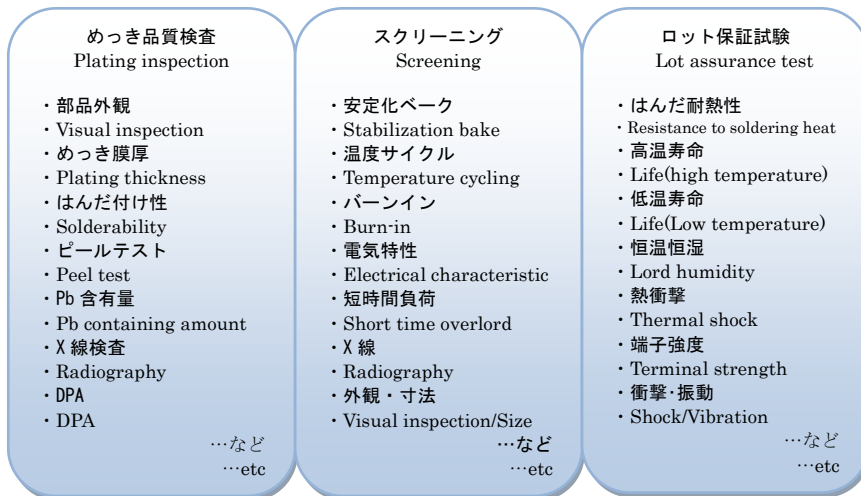 めっき品質検査
Plating inspection
・部品外観
・Visual inspection
・めっき膜厚
・Plating thickness
・はんだ付け性
・Solderability
・ピールテスト
・Peel test
・Pb 含有量
・Pb containing amount
・X 線検査
・Radiography
・DPA
・DPA
…など
…etc
スクリーニング
Screening
・安定化ベーク
・Stabilization bake
・温度サイクル
・Temperature cycling
・バーンイン
・Burn-in
・電気特性
・Electrical characteristic
・短時間負荷
・Short time overlord
・X 線
・Radiography
・外観・寸法
・Visual inspection/Size
…など
…etc
ロット保証試験
Lot assurance test
・はんだ耐熱性
・Resistance to soldering heat
・高温寿命
・Life(high temperature)
・低温寿命
・Life(Low temperature)
・恒温恒湿
・Lord humidity
・熱衝撃
・Thermal shock
・端子強度
・Terminal strength
・衝撃・振動
・Shock/Vibration
…など
…etc